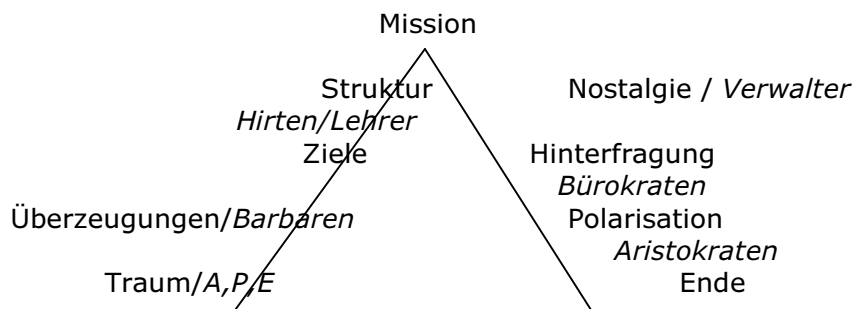 Mission
Struktur Nostalgie / Verwalter
Hirten/Lehrer
Ziele Hinterfragung
Bürokraten
Überzeugungen/Barbaren Polarisation
Aristokraten
Traum/A,P,E Ende